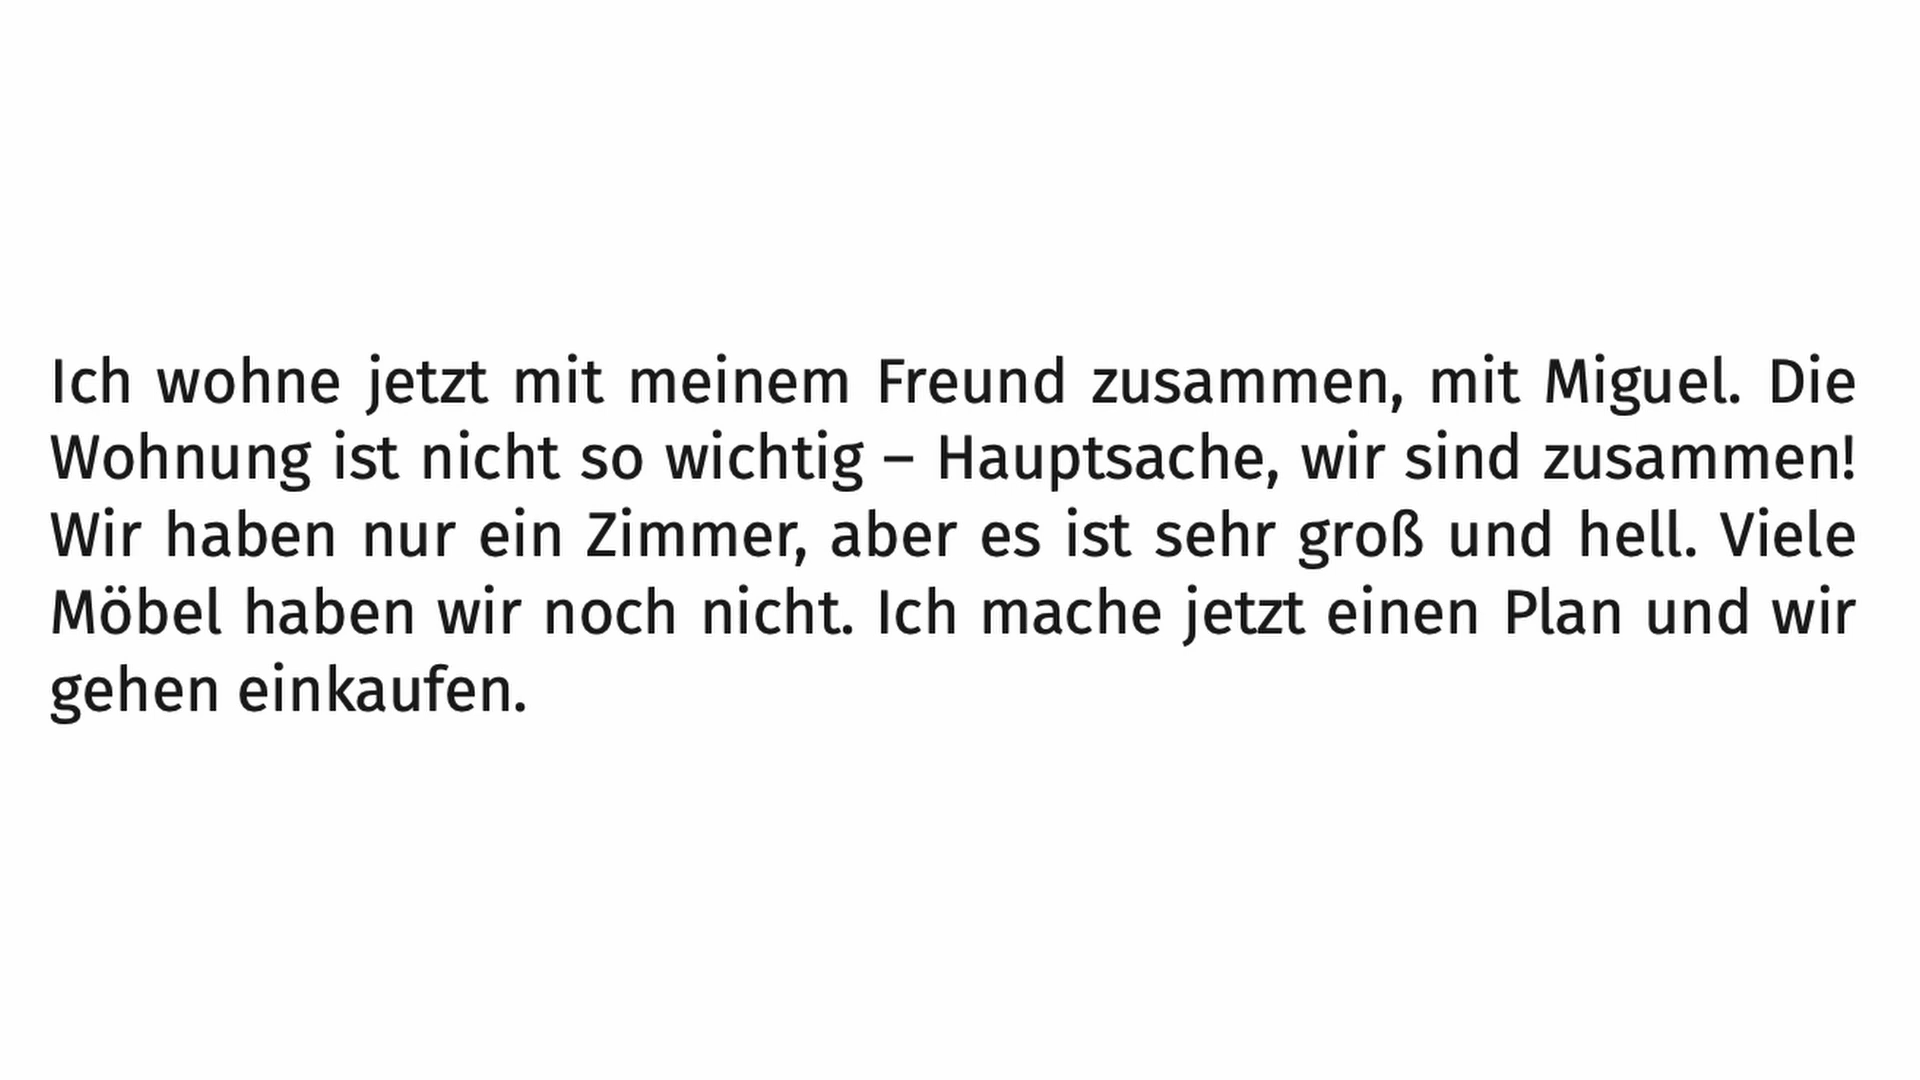 Ich wohne jetzt mit meinem Freund zusammen, mit Miguel. Die
Wohnung ist nicht so wichtig – Hauptsache, wir sind zusammen!
Wir haben nur ein Zimmer, aber es ist sehr groß und hell. Viele
Möbel haben wir noch nicht. Ich mache jetzt einen Plan und wir
gehen einkaufen.